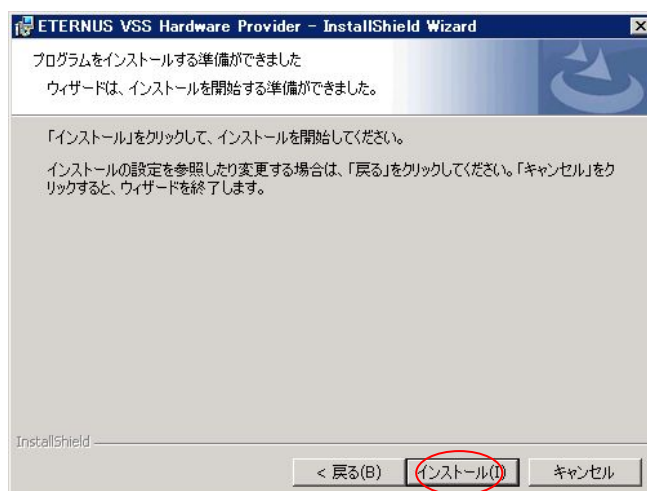 ETERNUS VSS Hardware Provider - InstallShield Wizard
プログラムをインストールする準備ができました
ウィザードは、インストールを開始する準備ができました。
「インストール」をクリックして、インストールを開始してください。
インストールの設定を参照したり変更する場合は、「戻る」をクリックしてください。「キャンセル」をク
リックすると、ウィザードを終了します。
InstallShield
< 戻る(B) インストール(I) キャンセル